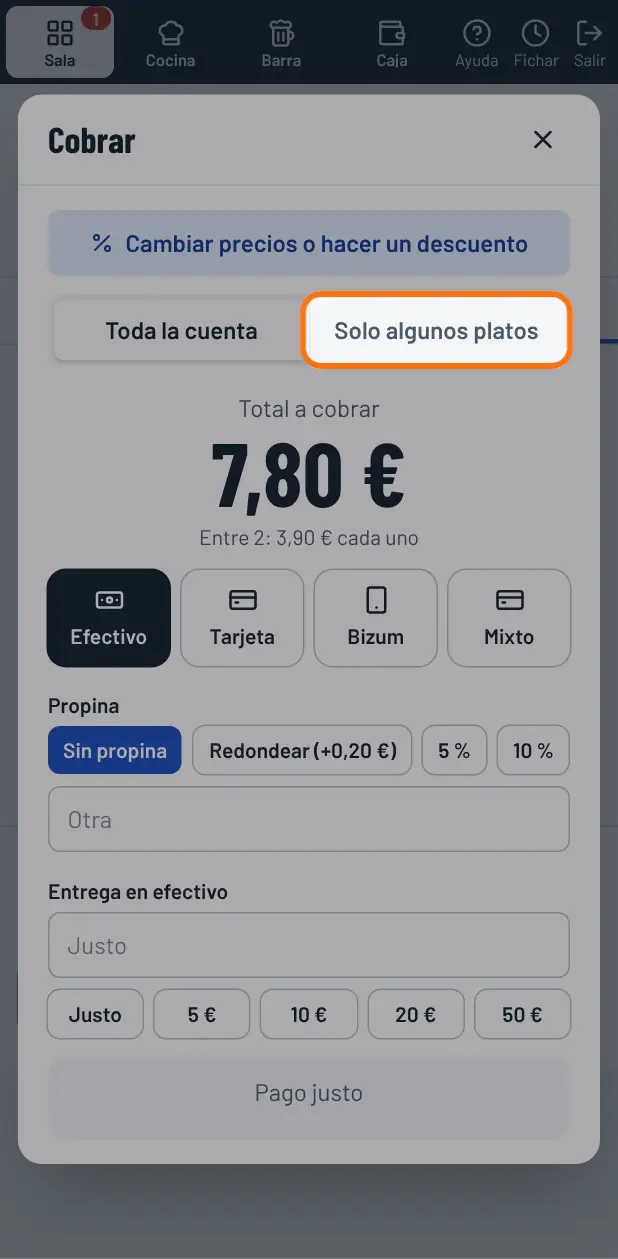 1
Sala
Cocina
Barra
Caja
Ayuda
Fichar
Salir
Cobrar
% Cambiar precios o hacer un descuento
Toda la cuenta
Solo algunos platos
Total a cobrar
7,80 €
Entre 2: 3,90 € cada uno
Efectivo
Tarjeta
Bizum
Mixto
Propina
Sin propina
Redondear (+0,20 €)
5 %
10 %
Otra
Entrega en efectivo
Justo
Justo
5 €
10 €
20 €
50 €
Pago justo